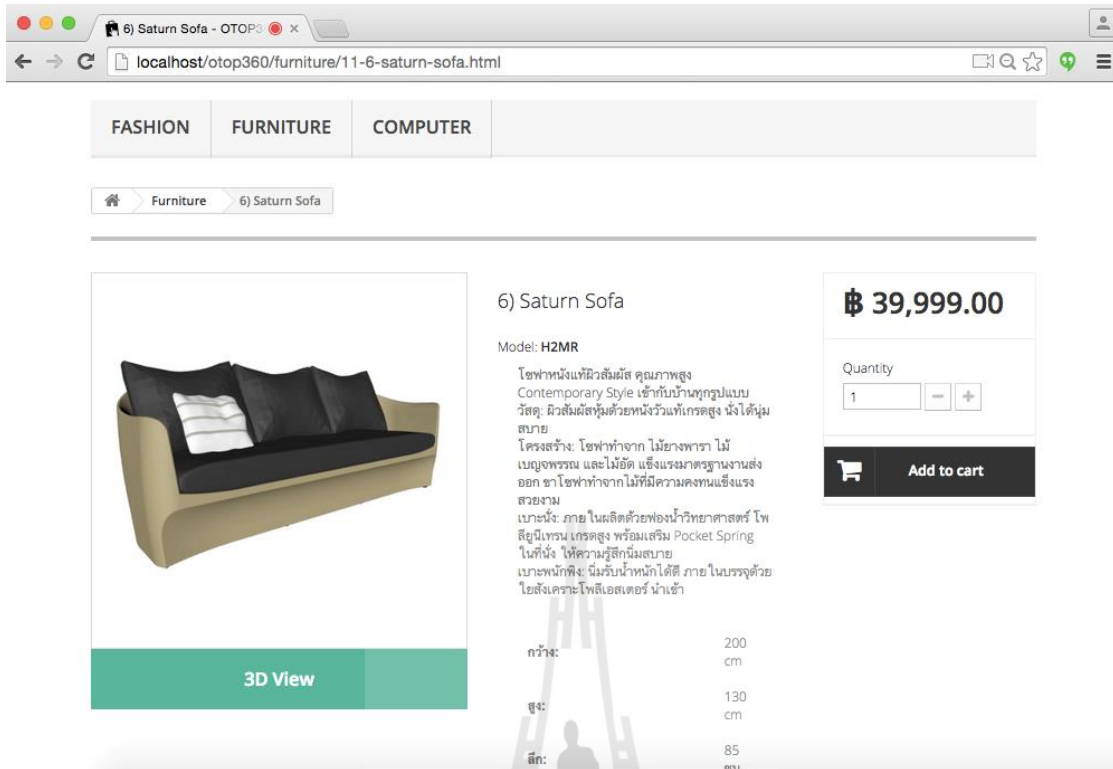 6) Saturn Sofa - OTOP3
localhost/otop360/furniture/11-6-saturn-sofa.html
FASHION FURNITURE COMPUTER
Furniture 6) Saturn Sofa
6) Saturn Sofa
Model: H2MR
โซฟาหนังแท้ผิวสัมผัส คุณภาพสูง
Contemporary Style เข้ากับบ้านทุกรูปแบบ
วัสดุ: ผิวสัมผัสหุ้มด้วยหนังวัวแท้เกรดสูง นั่งได้นุ่ม
สบาย
โครงสร้าง: โซฟาทำจาก ไม้ยางพารา ไม้
เบญจพรรณ และไม้อัด แข็งแรงมาตรฐานงานส่ง
ออก ขาโซฟาทำจากไม้ที่มีความคงทนแข็งแรง
สวยงาม
เบาะนั่ง: ภายในผลิตด้วยฟองน้ำวิทยาศาสตร์ โพ
ลียูนีเทรน เกรดสูง พร้อมเสริม Pocket Spring
ในที่นั่ง ให้ความรู้สึกนิ่มสบาย
เบาะพนักพิง: นิ่มรับน้ำหนักได้ดี ภายในบรรจุด้วย
ใยสังเคราะโพลีเอสเตอร์ นำเข้า
กว้าง: 200
cm
สูง: 130
cm
ลึก: 85
฿ 39,999.00
Quantity
1
Add to cart
3D View